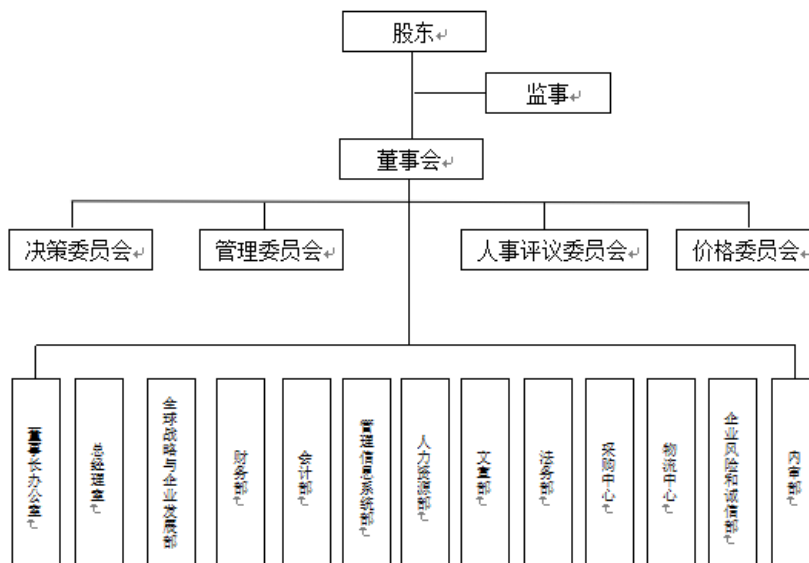 股东
监事
董事会
决策委员会
管理委员会
人事评议委员会
价格委员会
董事长办公室
总经理室
全球战略与企业发展部
财务部
会计部
管理信息系统部
人力资源部
文宣部
法务部
采购中心
物流中心
企业风险和诚信部
内审部